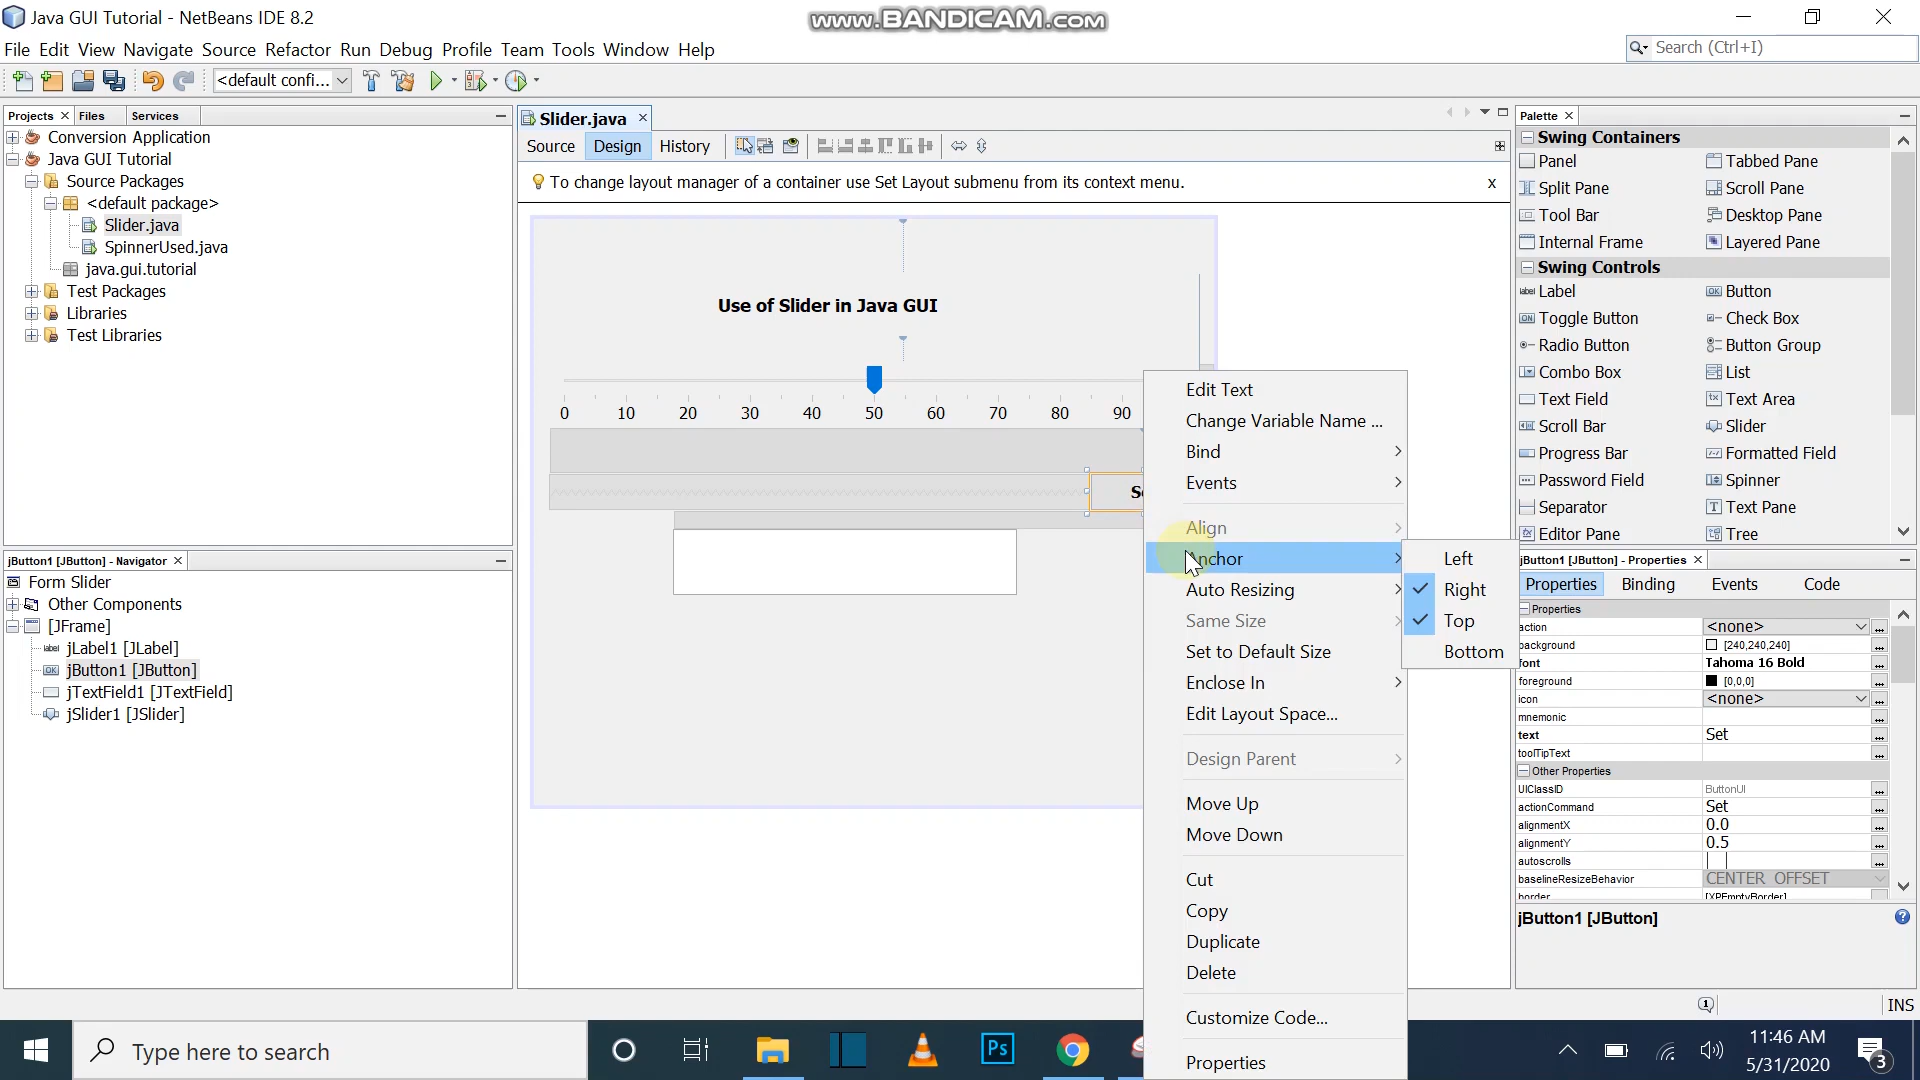 Java GUI Tutorial - NetBeans IDE 8.2
www.BANDICAM.com
File Edit View Navigate Source Refactor Run Debug Profile Team Tools Window Help
Search (Ctrl+I)
<default confi...
Projects Files Services
Conversion Application
Java GUI Tutorial
Source Packages
<default package>
Slider.java
SpinnerUsed.java
java.gui.tutorial
Test Packages
Libraries
Test Libraries
jButton1 [JButton] - Navigator
Form Slider
Other Components
[JFrame]
label jLabel1 [JLabel]
OK jButton1 [JButton]
jTextField1 [JTextField]
jSlider1 [JSlider]
Slider.java
Source Design History
To change layout manager of a container use Set Layout submenu from its context menu. x
Use of Slider in Java GUI
0 10 20 30 40 50 60 70 80 90
Edit Text
Change Variable Name ...
Bind
Events
Align
Anchor
Auto Resizing
Same Size
Set to Default Size
Enclose In
Edit Layout Space...
Design Parent
Move Up
Move Down
Cut
Copy
Duplicate
Delete
Customize Code...
Properties
Left
Right
Top
Bottom
Palette
Swing Containers
Panel Tabbed Pane
Split Pane Scroll Pane
Tool Bar Desktop Pane
Internal Frame Layered Pane
Swing Controls
label Label OK Button
ON Toggle Button Check Box
Radio Button Button Group
Combo Box List
Text Field Text Area
Scroll Bar Slider
Progress Bar Formatted Field
Password Field Spinner
Separator Text Pane
Editor Pane Tree
jButton1 [JButton] - Properties
Properties Binding Events Code
Properties
action <none>
background [240,240,240]
font Tahoma 16 Bold
foreground [0,0,0]
icon <none>
mnemonic
text Set
toolTipText
Other Properties
UIClassID ButtonUI
actionCommand Set
alignmentX 0.0
alignmentY 0.5
autoscrolls
baselineResizeBehavior CENTER_OFFSET
border [XPEmptyBorder]
jButton1 [JButton]
1 INS
Type here to search
Ps
11:46 AM
5/31/2020
3